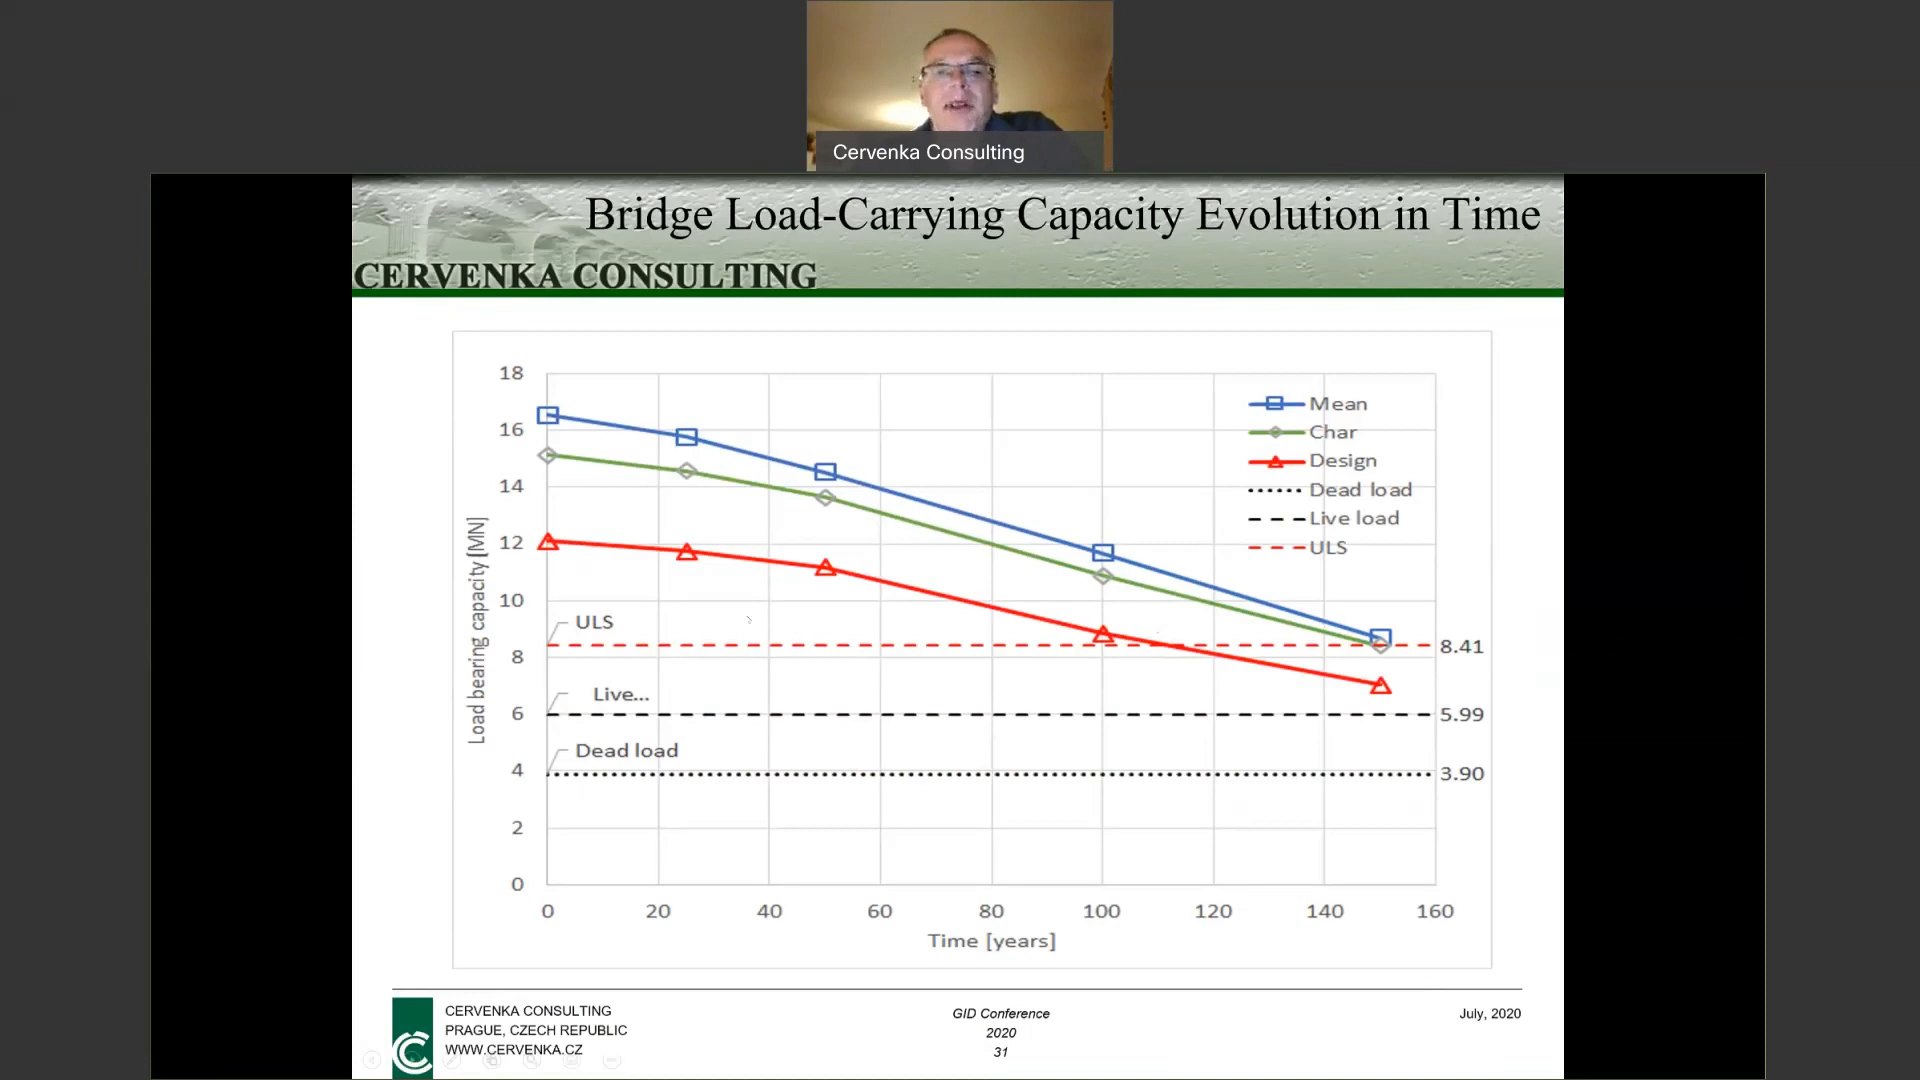 Cervenka Consulting
Bridge Load-Carrying Capacity Evolution in Time
CERVENKA CONSULTING
18
16
14
12
10
8
6
4
2
0
Load bearing capacity [MN]
Mean
Char
Design
Dead load
Live load
ULS
ULS
8.41
Live...
5.99
Dead load
3.90
0 20 40 60 80 100 120 140 160
Time [years]
CERVENKA CONSULTING
PRAGUE, CZECH REPUBLIC
WWW.CERVENKA.CZ
GID Conference
2020
31
July, 2020